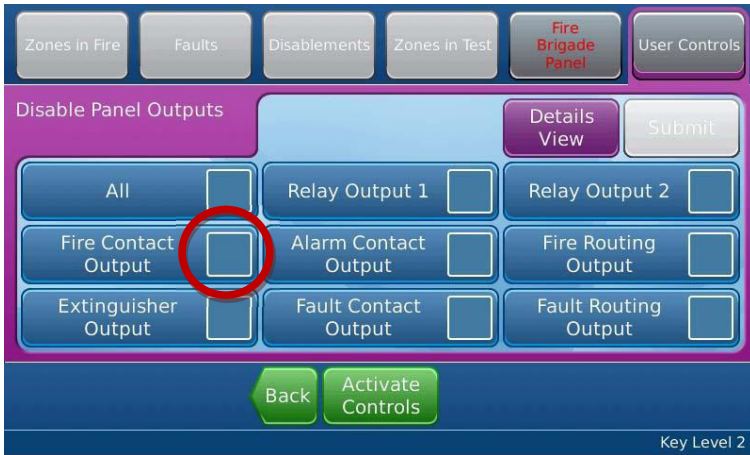 Zones in Fire
Faults
Disablements
Zones in Test
Fire
Brigade
Panel
User Controls
Disable Panel Outputs
Details
View
Submit
All
Relay Output 1
Relay Output 2
Fire Contact
Output
Alarm Contact
Output
Fire Routing
Output
Extinguisher
Output
Fault Contact
Output
Fault Routing
Output
Back
Activate
Controls
Key Level 2